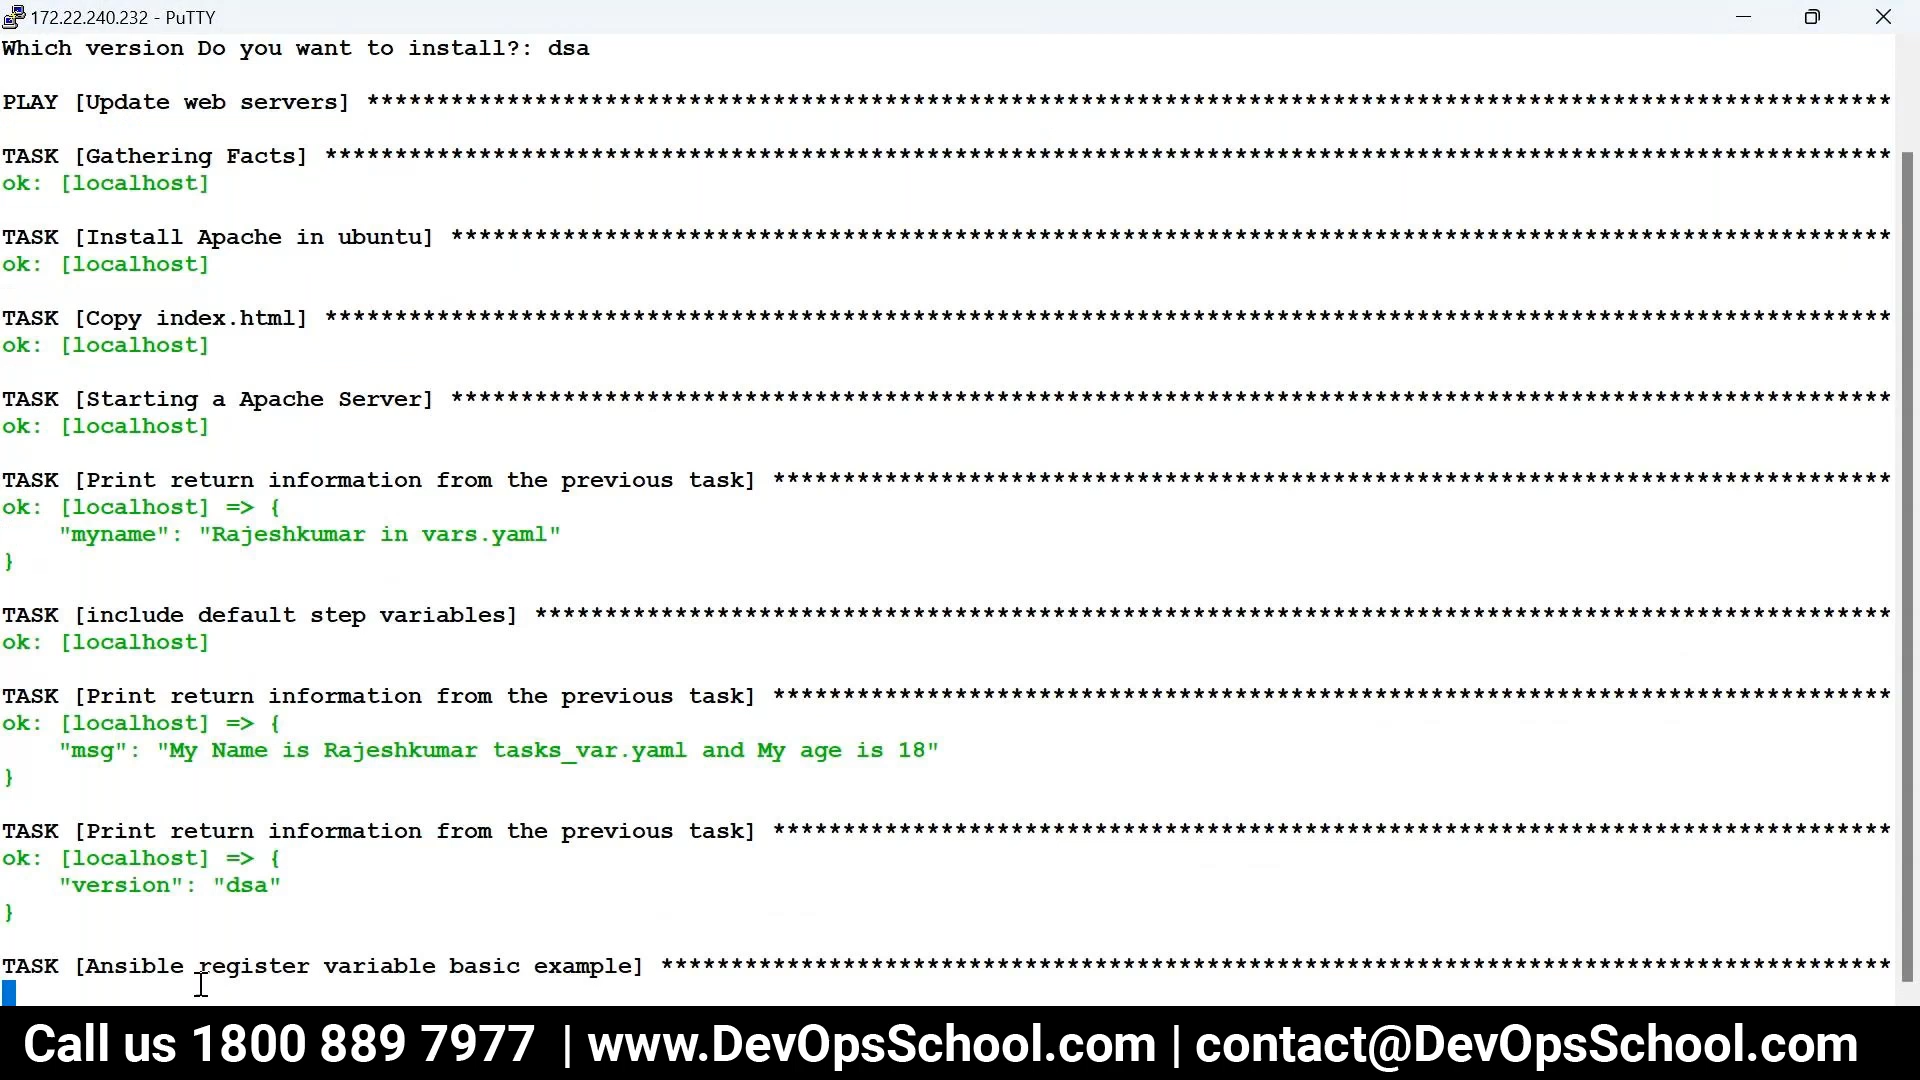 172.22.240.232 - PuTTY
Which version Do you want to install?: dsa
PLAY [Update web servers] *************************************************************************************************************
TASK [Gathering Facts] ****************************************************************************************************************
ok: [localhost]
TASK [Install Apache in ubuntu] *******************************************************************************************************
ok: [localhost]
TASK [Copy index.html] ****************************************************************************************************************
ok: [localhost]
TASK [Starting a Apache Server] *******************************************************************************************************
ok: [localhost]
TASK [Print return information from the previous task] ********************************************************************************
ok: [localhost] => {
    "myname": "Rajeshkumar in vars.yaml"
}
TASK [include default step variables] *************************************************************************************************
ok: [localhost]
TASK [Print return information from the previous task] ********************************************************************************
ok: [localhost] => {
    "msg": "My Name is Rajeshkumar tasks_var.yaml and My age is 18"
}
TASK [Print return information from the previous task] ********************************************************************************
ok: [localhost] => {
    "version": "dsa"
}
TASK [Ansible register variable basic example] ****************************************************************************************
Call us 1800 889 7977 | www.DevOpsSchool.com | contact@DevOpsSchool.com